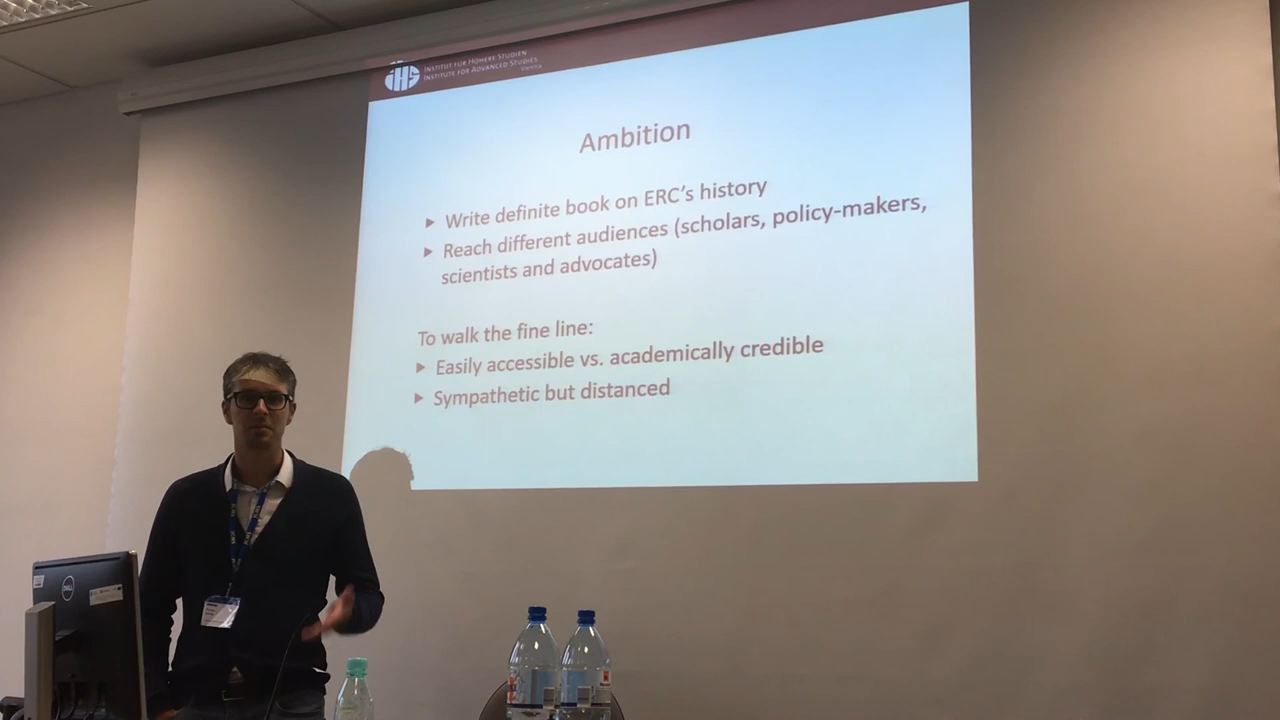 INSTITUT FÜR HÖHERE STUDIEN
INSTITUTE FOR ADVANCED STUDIES
Vienna
IHS
Ambition
Write definite book on ERC's history
Reach different audiences (scholars, policy-makers,
scientists and advocates)
To walk the fine line:
Easily accessible vs. academically credible
Sympathetic but distanced
DELL